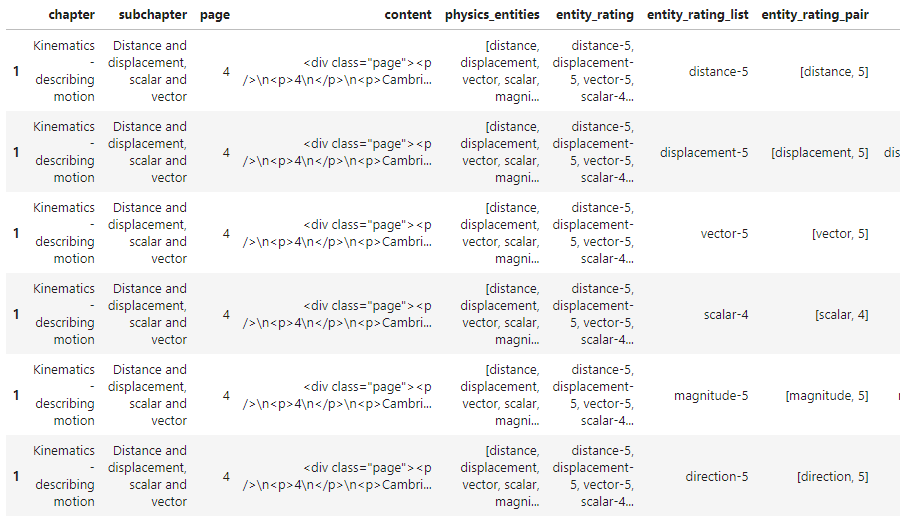 chapter subchapter page content physics_entities entity_rating entity_rating_list entity_rating_pair
Kinematics Distance and [distance, distance-5,
- displacement, <div class="page"><p displacement, displacement-
1 describing scalar and 4 />\n<p>4\n</p>\n<p>Cambri... vector, scalar, 5, vector-5, distance-5 [distance, 5]
motion vector magni... scalar-4...
Kinematics Distance and [distance, distance-5,
- displacement, <div class="page"><p displacement, displacement-
1 describing scalar and 4 />\n<p>4\n</p>\n<p>Cambri... vector, scalar, 5, vector-5, displacement-5 [displacement, 5] dis
motion vector magni... scalar-4...
Kinematics Distance and [distance, distance-5,
- displacement, <div class="page"><p displacement, displacement-
1 describing scalar and 4 />\n<p>4\n</p>\n<p>Cambri... vector, scalar, 5, vector-5, vector-5 [vector, 5]
motion vector magni... scalar-4...
Kinematics Distance and [distance, distance-5,
- displacement, <div class="page"><p displacement, displacement-
1 describing scalar and 4 />\n<p>4\n</p>\n<p>Cambri... vector, scalar, 5, vector-5, scalar-4 [scalar, 4]
motion vector magni... scalar-4...
Kinematics Distance and [distance, distance-5,
- displacement, <div class="page"><p displacement, displacement-
1 describing scalar and 4 />\n<p>4\n</p>\n<p>Cambri... vector, scalar, 5, vector-5, magnitude-5 [magnitude, 5]
motion vector magni... scalar-4...
Kinematics Distance and [distance, distance-5,
- displacement, <div class="page"><p displacement, displacement-
1 describing scalar and 4 />\n<p>4\n</p>\n<p>Cambri... vector, scalar, 5, vector-5, direction-5 [direction, 5]
motion vector magni... scalar-4...